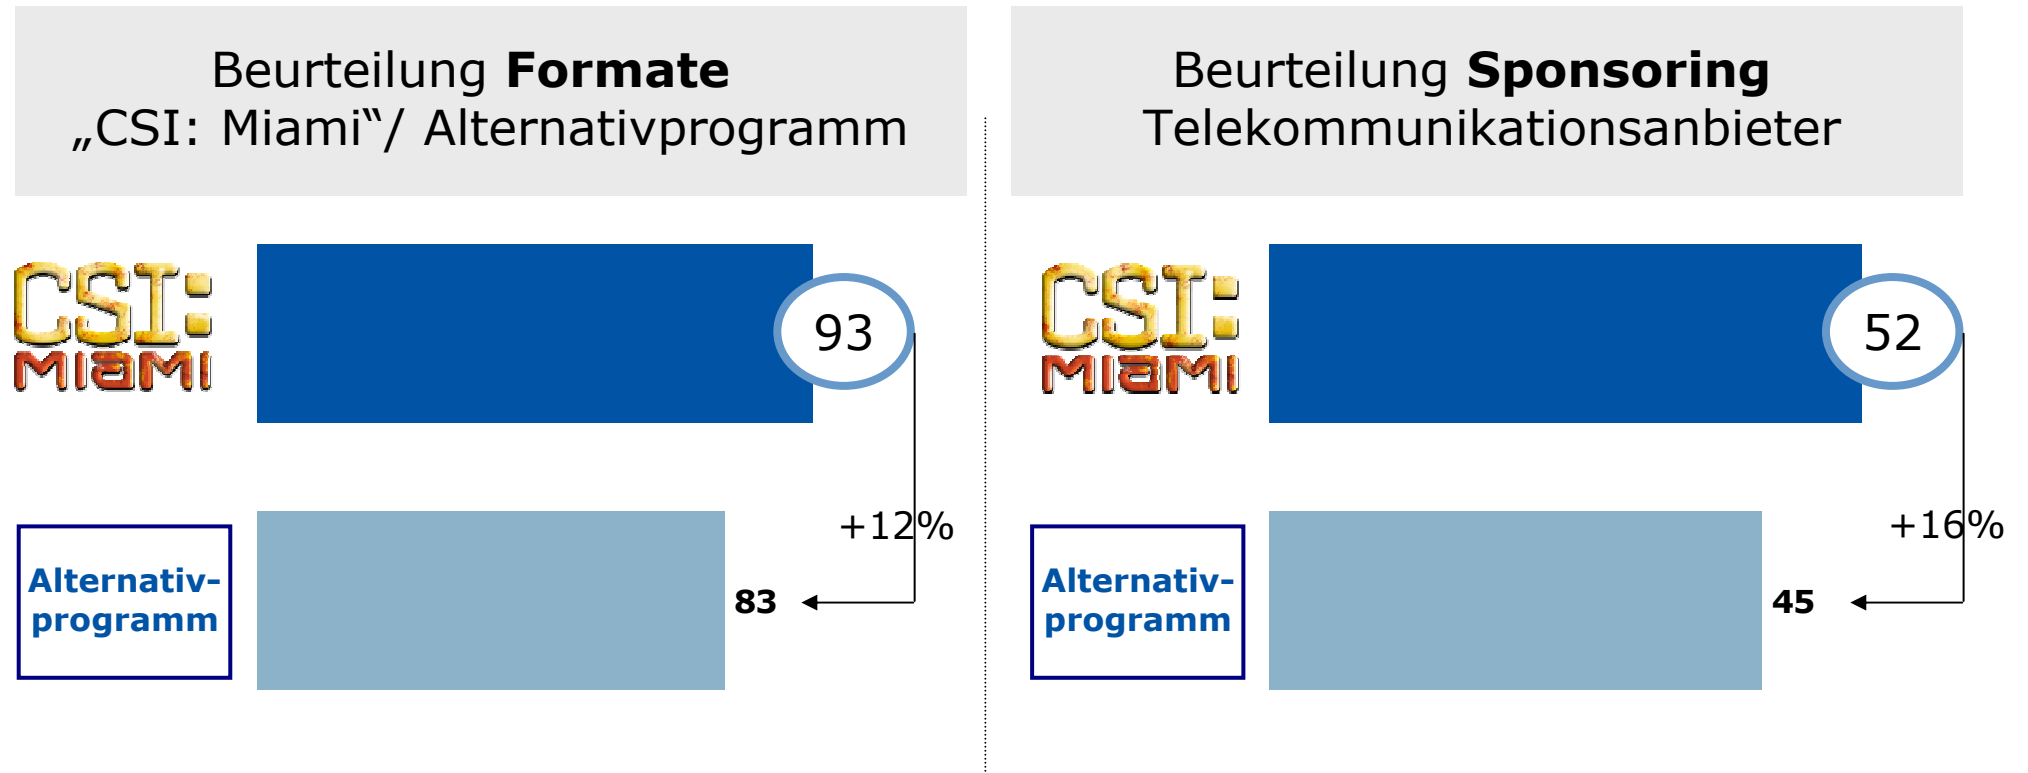 Beurteilung Formate
„CSI: Miami“/ Alternativprogramm
CSI:
MIAMI
93
+12%
Alternativ-
programm
83
Beurteilung Sponsoring
Telekommunikationsanbieter
CSI:
MIAMI
52
+16%
Alternativ-
programm
45